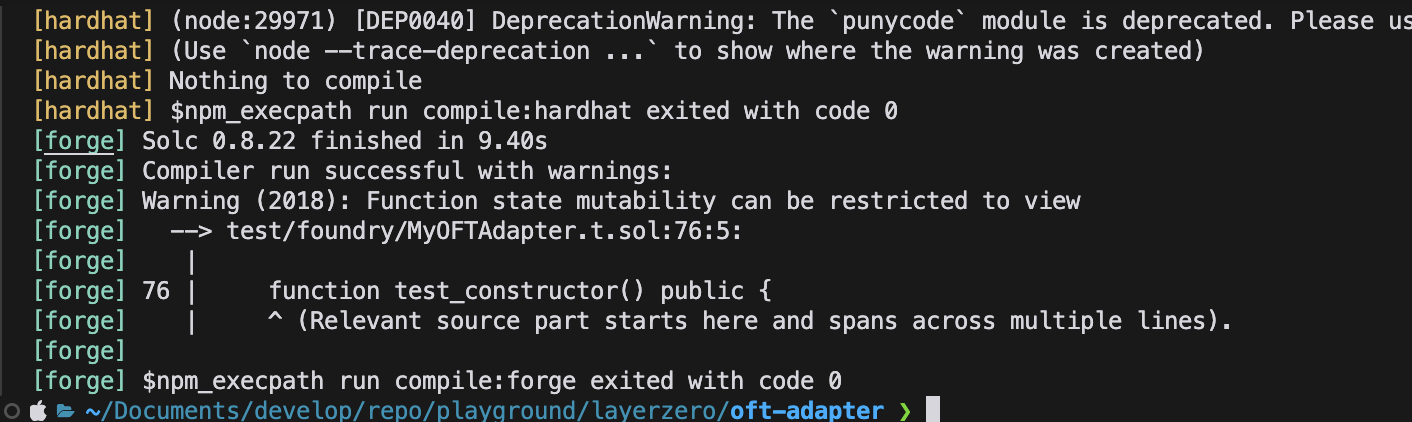 [hardhat] (node:29971) [DEP0040] DeprecationWarning: The `punycode` module is deprecated. Please us
[hardhat] (Use `node --trace-deprecation ...` to show where the warning was created)
[hardhat] Nothing to compile
[hardhat] $npm_execpath run compile:hardhat exited with code 0
[forge] Solc 0.8.22 finished in 9.40s
[forge] Compiler run successful with warnings:
[forge] Warning (2018): Function state mutability can be restricted to view
[forge]   --> test/foundry/MyOFTAdapter.t.sol:76:5:
[forge]    |
[forge] 76 |     function test_constructor() public {
[forge]    |     ^ (Relevant source part starts here and spans across multiple lines).
[forge]
[forge] $npm_execpath run compile:forge exited with code 0
~/Documents/develop/repo/playground/layerzero/oft-adapter ❯